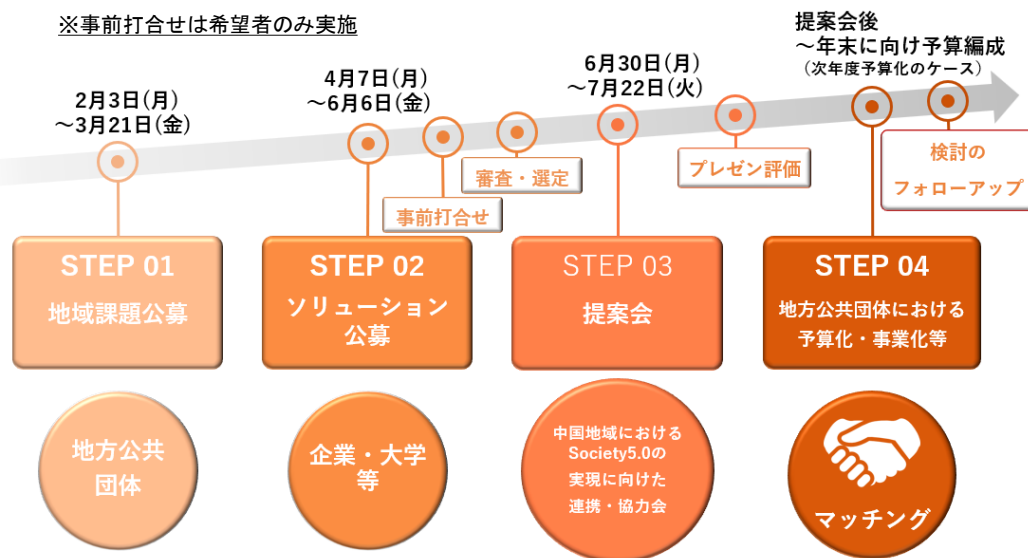 ※事前打合せは希望者のみ実施
2月3日(月)
～3月21日(金)
4月7日(月)
～6月6日(金)
6月30日(月)
～7月22日(火)
提案会後
～年末に向け予算編成
（次年度予算化のケース）
事前打合せ
審査・選定
プレゼン評価
検討の
フォローアップ
STEP 01
地域課題公募
STEP 02
ソリューション
公募
STEP 03
提案会
STEP 04
地方公共団体における
予算化・事業化等
地方公共
団体
企業・大学
等
中国地域における
Society5.0の
実現に向けた
連携・協力会
マッチング